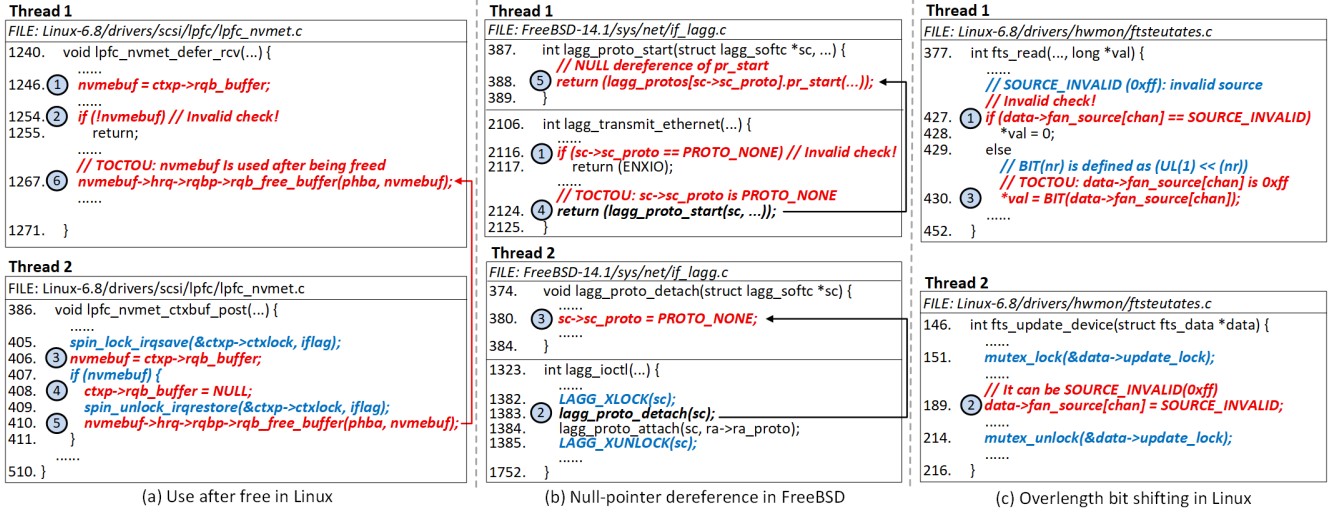 Thread 1
FILE: Linux-6.8/drivers/scsi/lpfc/lpfc_nvmet.c
1240. void lpfc_nvmet_defer_rcv(...) {
......
1246. 1 nvmebuf = ctxp->rqb_buffer;
......
1254. 2 if (!nvmebuf) // Invalid check!
1255. return;
......
// TOCTOU: nvmebuf Is used after being freed
1267. 6 nvmebuf->hrq->rqbp->rqb_free_buffer(phba, nvmebuf);
......
1271. }
Thread 2
FILE: Linux-6.8/drivers/scsi/lpfc/lpfc_nvmet.c
386. void lpfc_nvmet_ctxbuf_post(...) {
......
405. spin_lock_irqsave(&ctxp->ctxlock, iflag);
406. 3 nvmebuf = ctxp->rqb_buffer;
407. if (nvmebuf) {
408. 4 ctxp->rqb_buffer = NULL;
409. spin_unlock_irqrestore(&ctxp->ctxlock, iflag);
410. 5 nvmebuf->hrq->rqbp->rqb_free_buffer(phba, nvmebuf);
411. }
......
510. }
(a) Use after free in Linux
Thread 1
FILE: FreeBSD-14.1/sys/net/if_lagg.c
387. int lagg_proto_start(struct lagg_softc *sc, ...) {
// NULL dereference of pr_start
388. 5 return (lagg_protos[sc->sc_proto].pr_start(...));
389. }
2106. int lagg_transmit_ethernet(...) {
......
2116. 1 if (sc->sc_proto == PROTO_NONE) // Invalid check!
2117. return (ENXIO);
......
// TOCTOU: sc->sc_proto is PROTO_NONE
2124. 4 return (lagg_proto_start(sc, ...));
2125. }
Thread 2
FILE: FreeBSD-14.1/sys/net/if_lagg.c
374. void lagg_proto_detach(struct lagg_softc *sc) {
......
380. 3 sc->sc_proto = PROTO_NONE;
......
384. }
1323. int lagg_ioctl(...) {
......
1382. LAGG_XLOCK(sc);
1383. 2 lagg_proto_detach(sc);
1384. lagg_proto_attach(sc, ra->ra_proto);
1385. LAGG_XUNLOCK(sc);
......
1752. }
(b) Null-pointer dereference in FreeBSD
Thread 1
FILE: Linux-6.8/drivers/hwmon/ftsteutates.c
377. int fts_read(..., long *val) {
......
// SOURCE_INVALID (0xff): invalid source
// Invalid check!
427. 1 if (data->fan_source[chan] == SOURCE_INVALID)
428. *val = 0;
429. else
// BIT(nr) is defined as (UL(1) << (nr))
// TOCTOU: data->fan_source[chan] is 0xff
430. 3 *val = BIT(data->fan_source[chan]);
......
452. }
Thread 2
FILE: Linux-6.8/drivers/hwmon/ftsteutates.c
146. int fts_update_device(struct fts_data *data) {
......
151. mutex_lock(&data->update_lock);
......
// It can be SOURCE_INVALID(0xff)
189. 2 data->fan_source[chan] = SOURCE_INVALID;
......
214. mutex_unlock(&data->update_lock);
......
216. }
(c) Overlength bit shifting in Linux